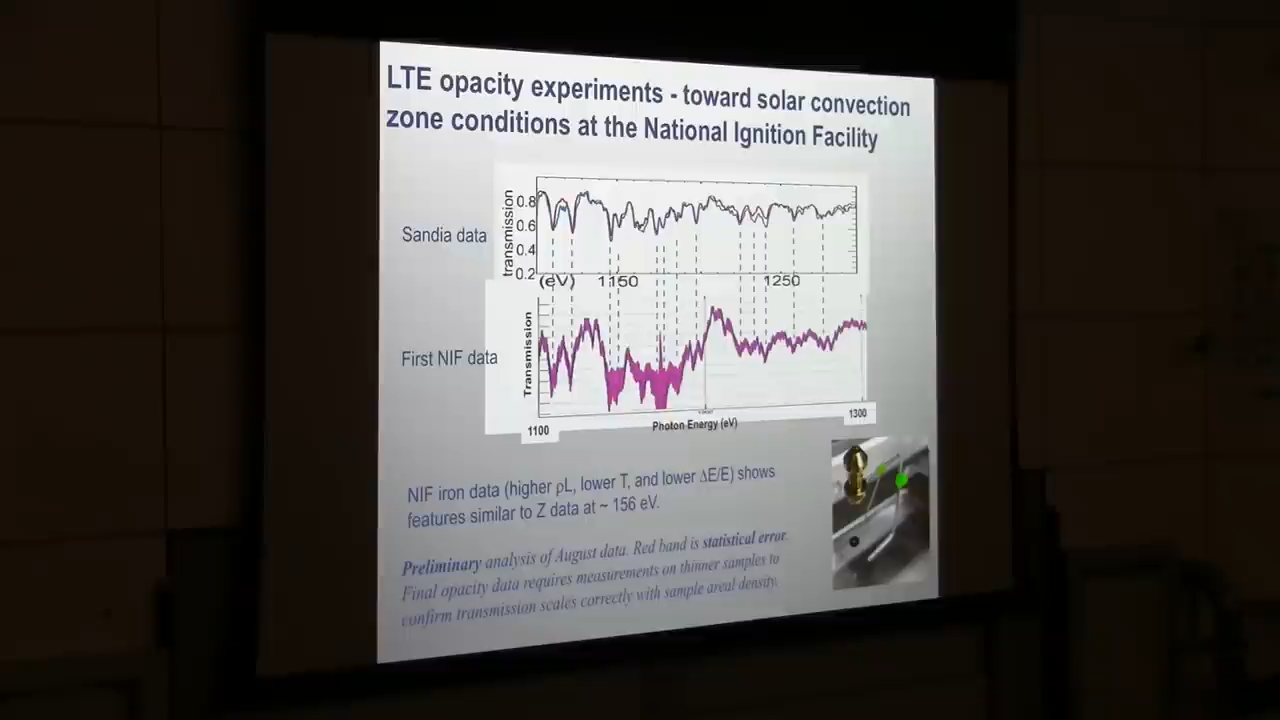 LTE opacity experiments - toward solar convection
zone conditions at the National Ignition Facility
Sandia data
transmission
0.8
0.6
0.4
0.2
(eV) 1150 1250
First NIF data
Transmission
1100 Photon Energy (eV) 1300
NIF iron data (higher ρL, lower T, and lower ΔE/E) shows
features similar to Z data at ~ 156 eV.
Preliminary analysis of August data. Red band is statistical error.
Final opacity data requires measurements on thinner samples to
confirm transmission scales correctly with sample areal density.